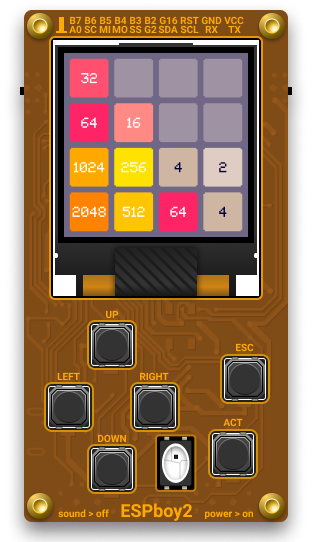 B7 B6 B5 B4 B3 B2 G16 RST GND VCC
A0 SC MI MO SS G2 SDA SCL RX TX
32
64 16
1024 256 4 2
2048 512 64 4
UP
ESC
LEFT RIGHT
ACT
DOWN
sound > off ESPboy2 power > on